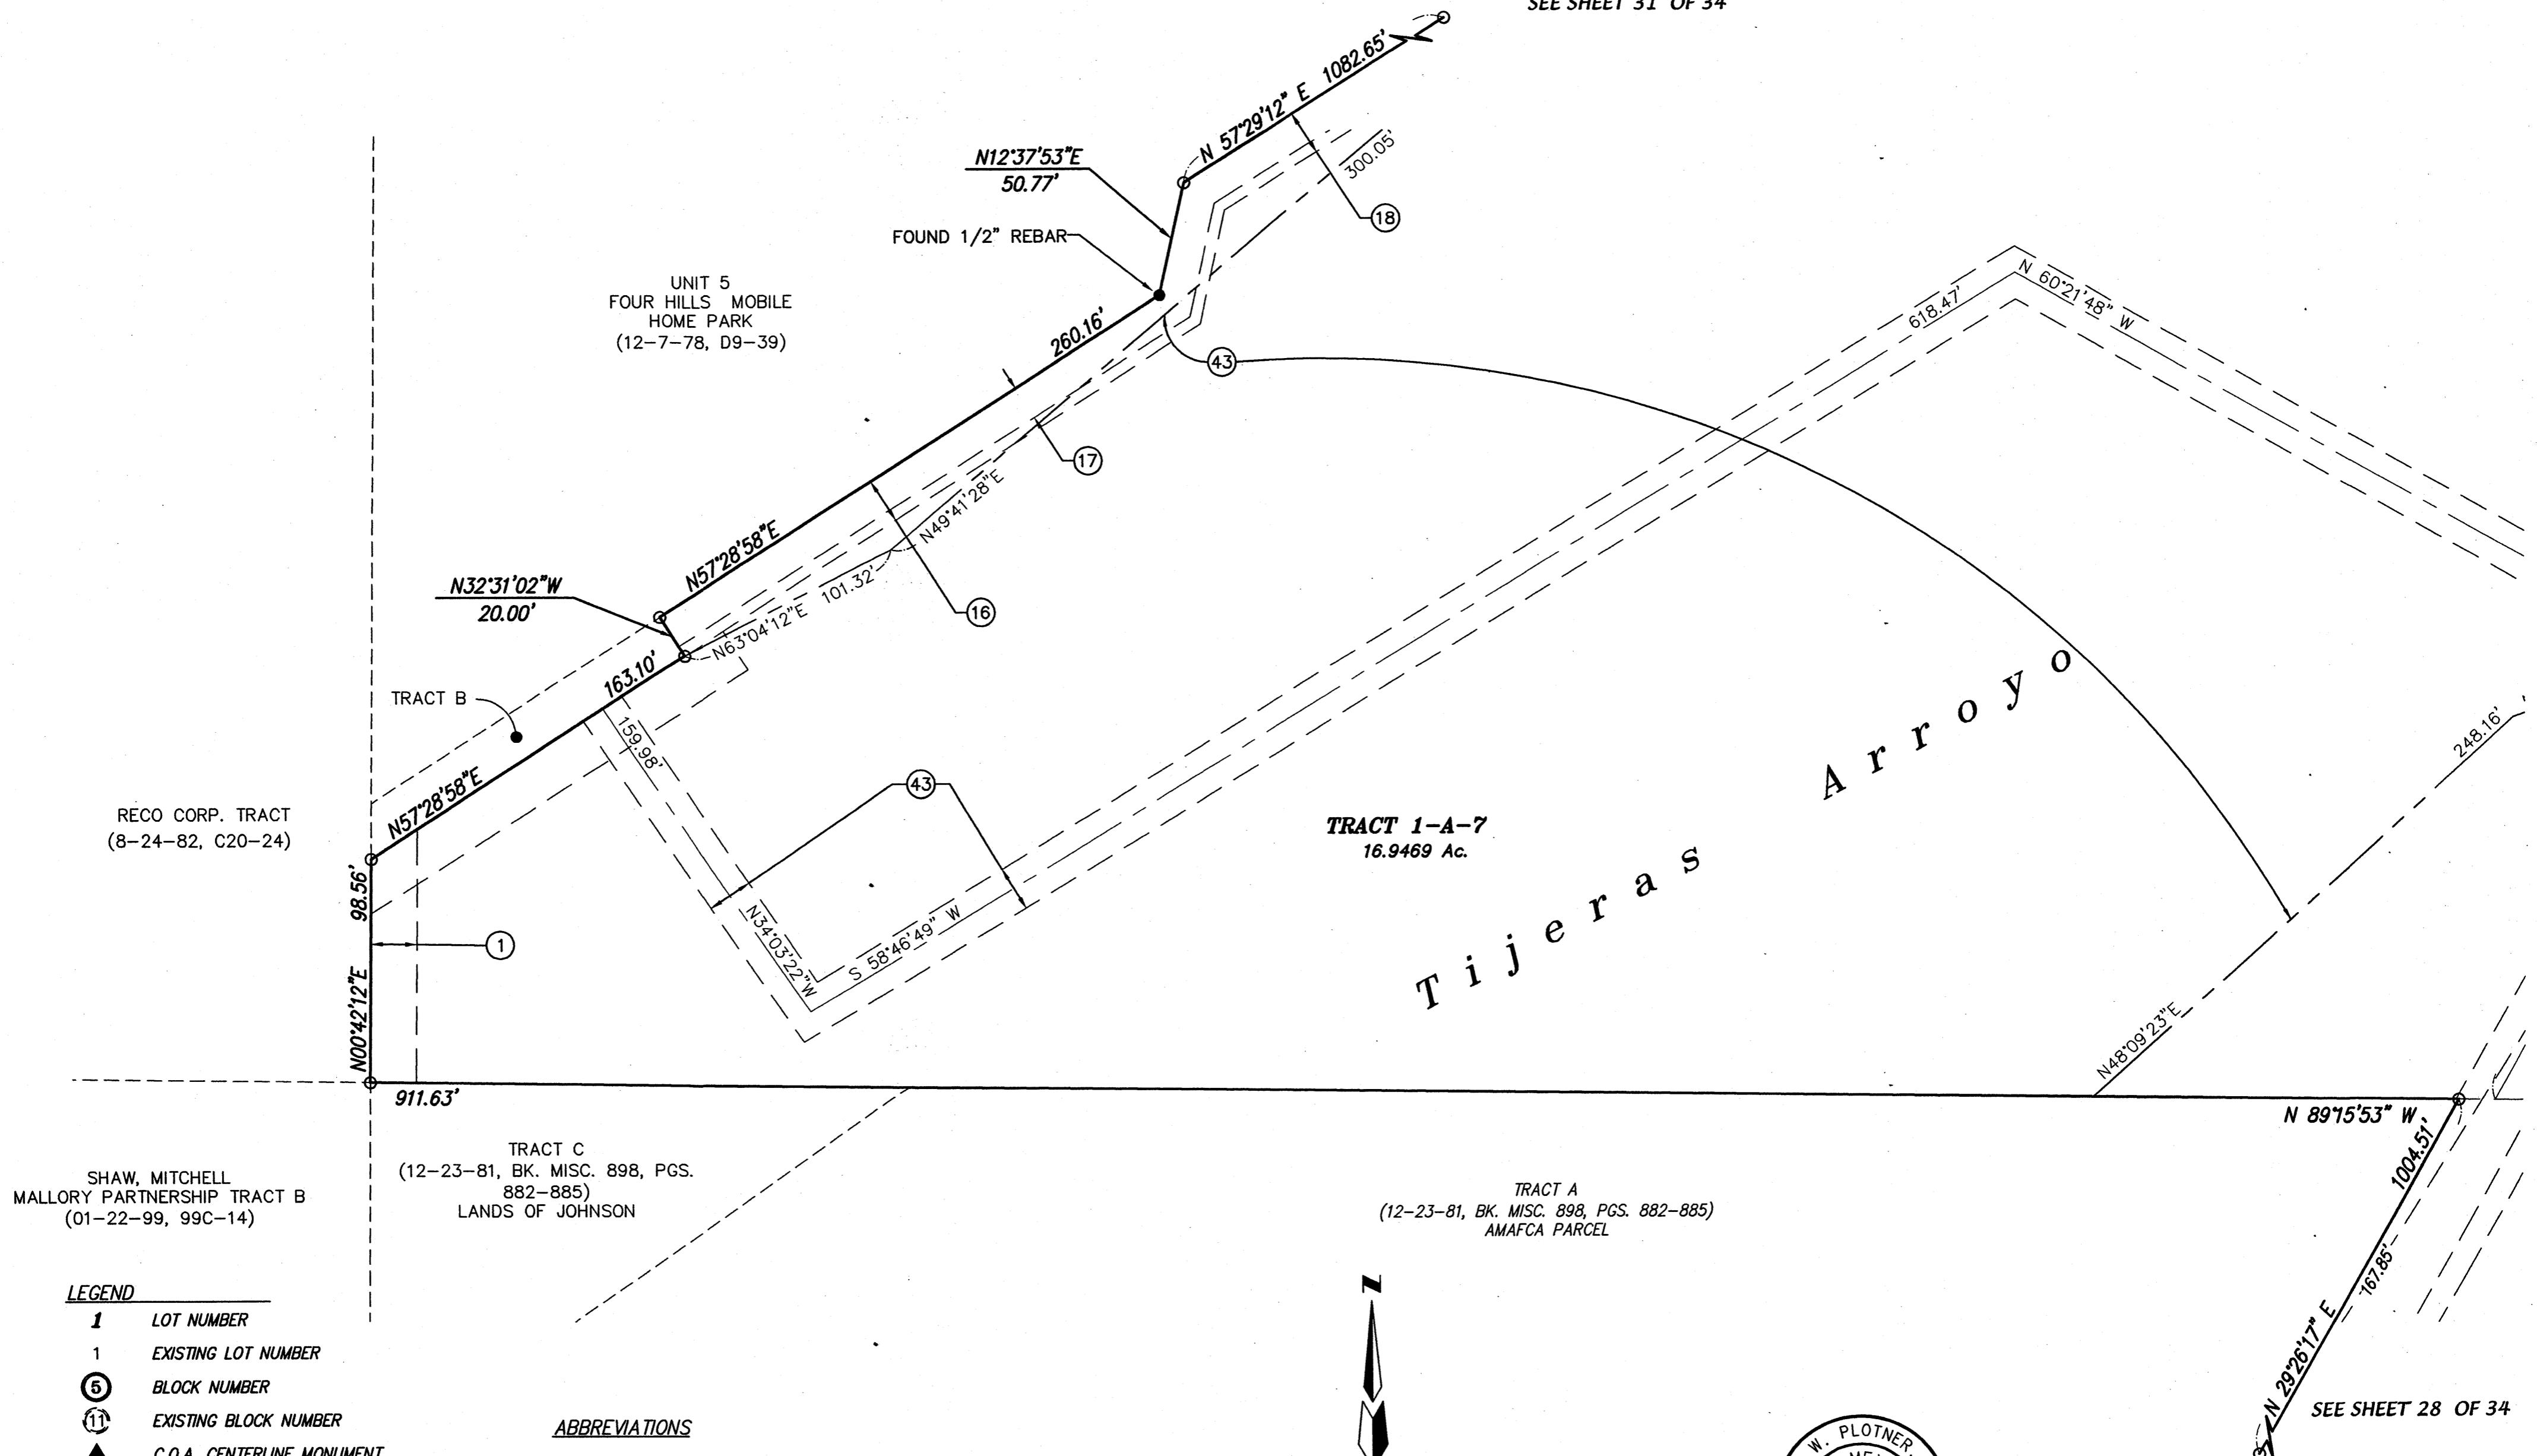 SEE SHEET 31 OF 34
N 57°29'12" E 1082.65'
N12°37'53"E
50.77'
300.05'
18
FOUND 1/2" REBAR
UNIT 5
FOUR HILLS MOBILE
HOME PARK
(12-7-78, D9-39)
260.16'
43
618.47'
N 60°21'48" W
17
N49°41'28"E
N57°28'58"E
16
N32°31'02"W
20.00'
N63°04'12"E 101.32'
163.10'
TRACT B
159.98'
N57°28'58"E
43
RECO CORP. TRACT
(8-24-82, C20-24)
TRACT 1-A-7
16.9469 Ac.
Tijeras Arroyo
248.16'
98.56'
N00°42'12"E
1
N34°03'22"W
S 58°46'49" W
N48°09'23"E
911.63'
N 89°15'53" W
TRACT C
(12-23-81, BK. MISC. 898, PGS.
882-885)
LANDS OF JOHNSON
SHAW, MITCHELL
MALLORY PARTNERSHIP TRACT B
(01-22-99, 99C-14)
TRACT A
(12-23-81, BK. MISC. 898, PGS. 882-885)
AMAFCA PARCEL
1004.51'
167.85'
N 29°26'17" E
N
LEGEND
1 LOT NUMBER
1 EXISTING LOT NUMBER
5 BLOCK NUMBER
11 EXISTING BLOCK NUMBER
C.O.A. CENTERLINE MONUMENT
ABBREVIATIONS
W. PLOTNER,
SEE SHEET 28 OF 34